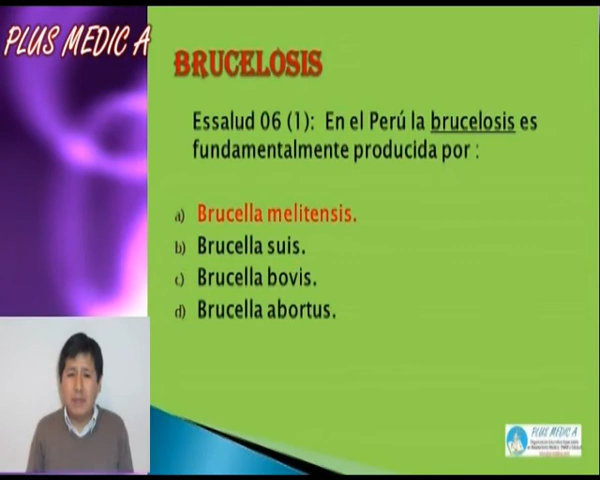 PLUS MEDIC A
BRUCELOSIS
Essalud 06 (1): En el Perú la brucelosis es
fundamentalmente producida por :
a) Brucella melitensis.
b) Brucella suis.
c) Brucella bovis.
d) Brucella abortus.
PLUS MEDIC A